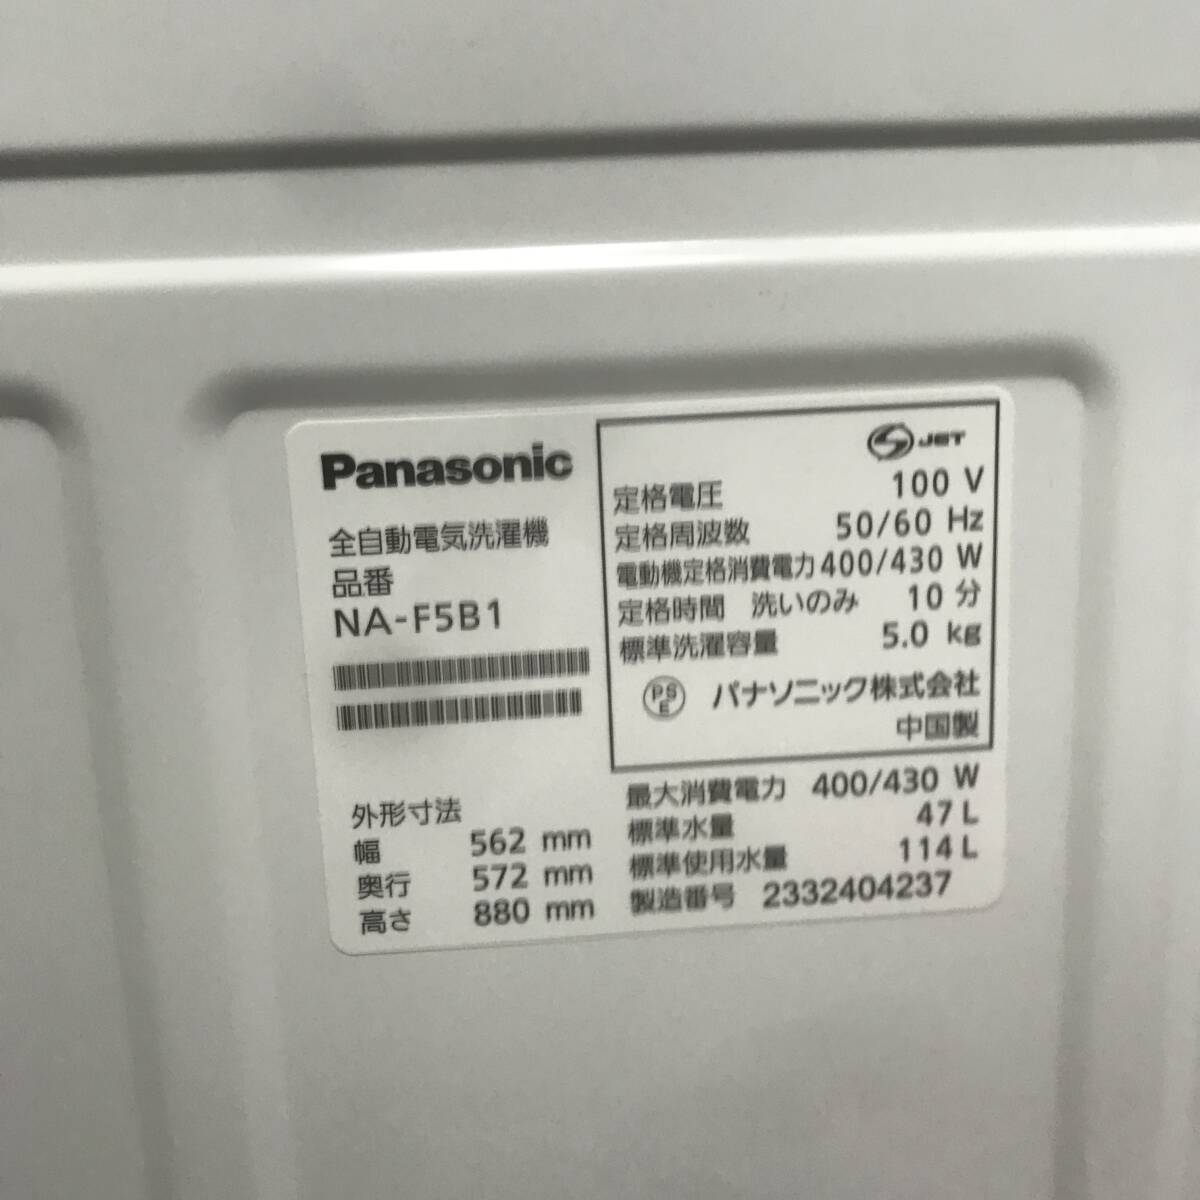 Panasonic
全自動電気洗濯機
品番
NA-F5B1
外形寸法
幅 562 mm
奥行 572 mm
高さ 880 mm
JET
定格電圧 100 V
定格周波数 50/60 Hz
電動機定格消費電力 400/430 W
定格時間 洗いのみ 10 分
標準洗濯容量 5.0 kg
PSE パナソニック株式会社
中国製
最大消費電力 400/430 W
標準水量 47 L
標準使用水量 114 L
製造番号 2332404237